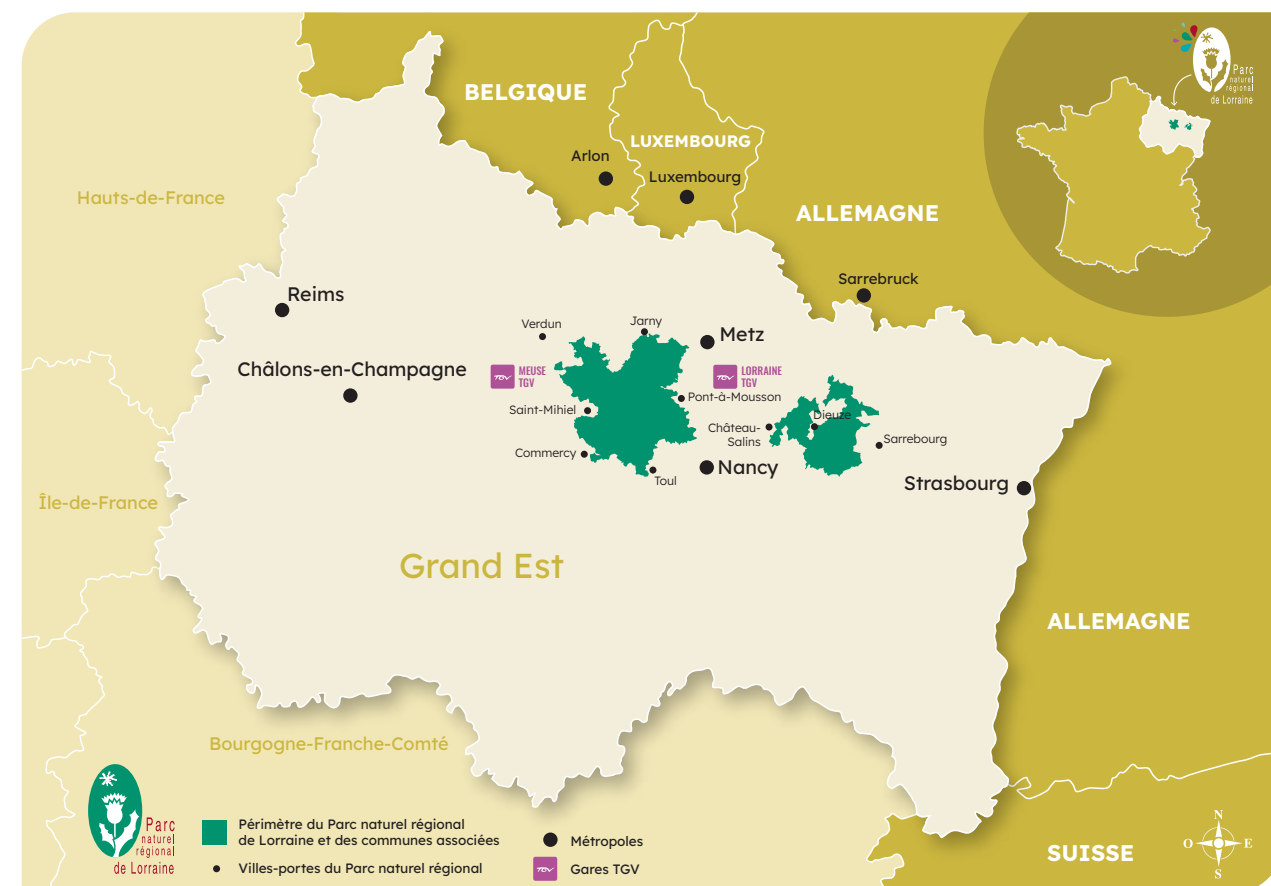 BELGIQUE
LUXEMBOURG
Arlon
Luxembourg
Parc
naturel
régional
de Lorraine
Hauts-de-France
ALLEMAGNE
Sarrebruck
Reims
Verdun
Jarny
Metz
Châlons-en-Champagne
TGV
MEUSE
TGV
TGV
LORRAINE
TGV
Saint-Mihiel
Pont-à-Mousson
Dieuze
Château-
Salins
Sarrebourg
Commercy
Toul
Nancy
Strasbourg
Île-de-France
Grand Est
ALLEMAGNE
Bourgogne-Franche-Comté
Parc
naturel
régional
de Lorraine
Périmètre du Parc naturel régional
de Lorraine et des communes associées
Villes-portes du Parc naturel régional
Métropoles
TGV
Gares TGV
SUISSE
N
O
E
S